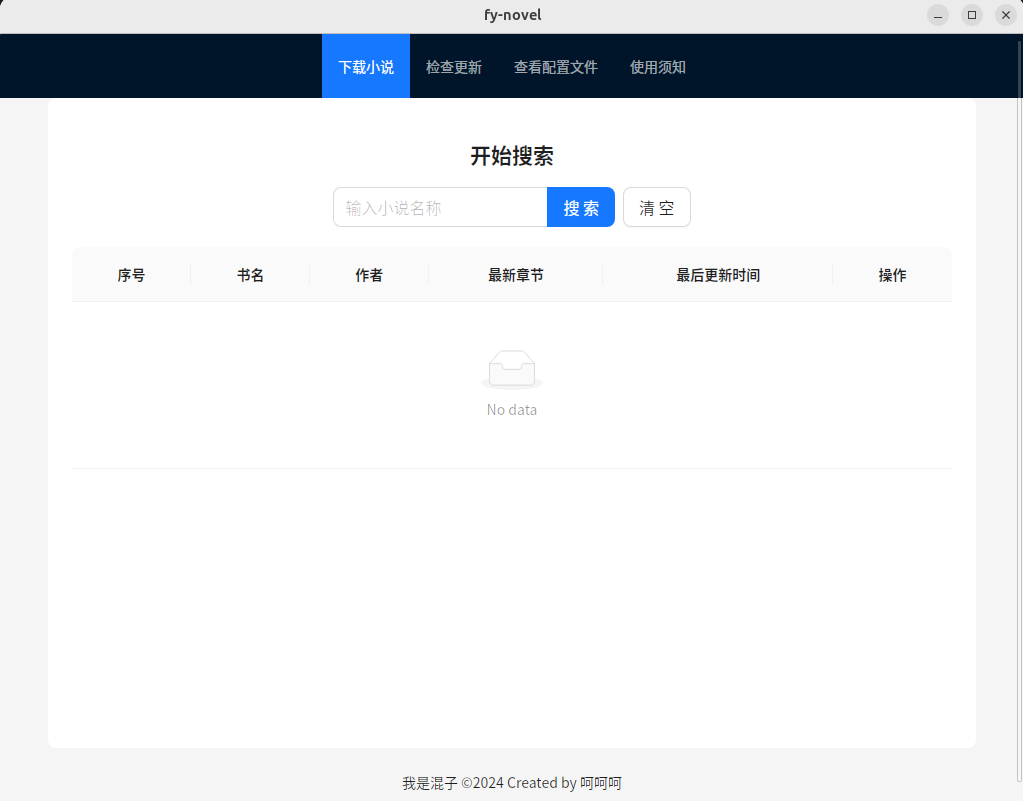 fy-novel
下载小说 检查更新 查看配置文件 使用须知
开始搜索
输入小说名称 搜 索 清 空
序号 书名 作者 最新章节 最后更新时间 操作
No data
我是混子 ©2024 Created by 呵呵呵